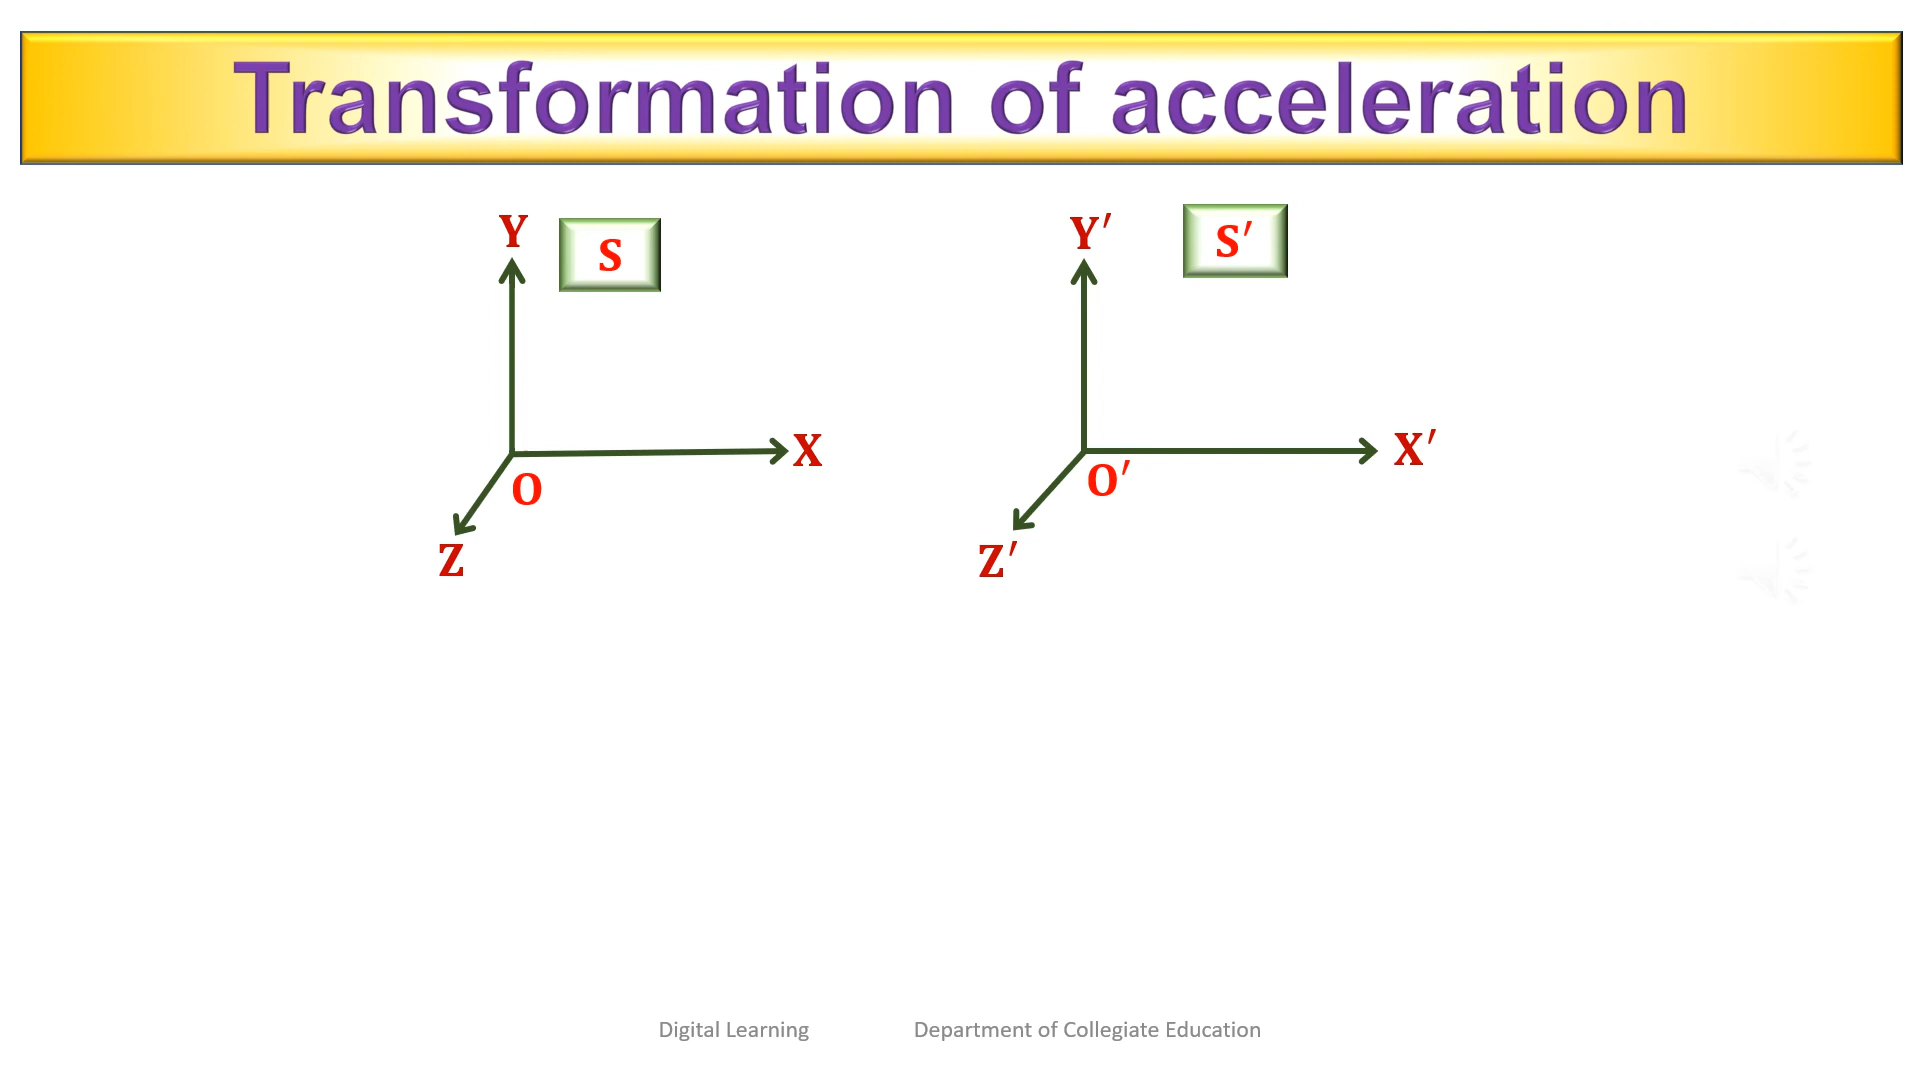 Transformation of acceleration
Y
S
Y′
S′
X
X′
O
O′
Z
Z′
Digital Learning Department of Collegiate Education